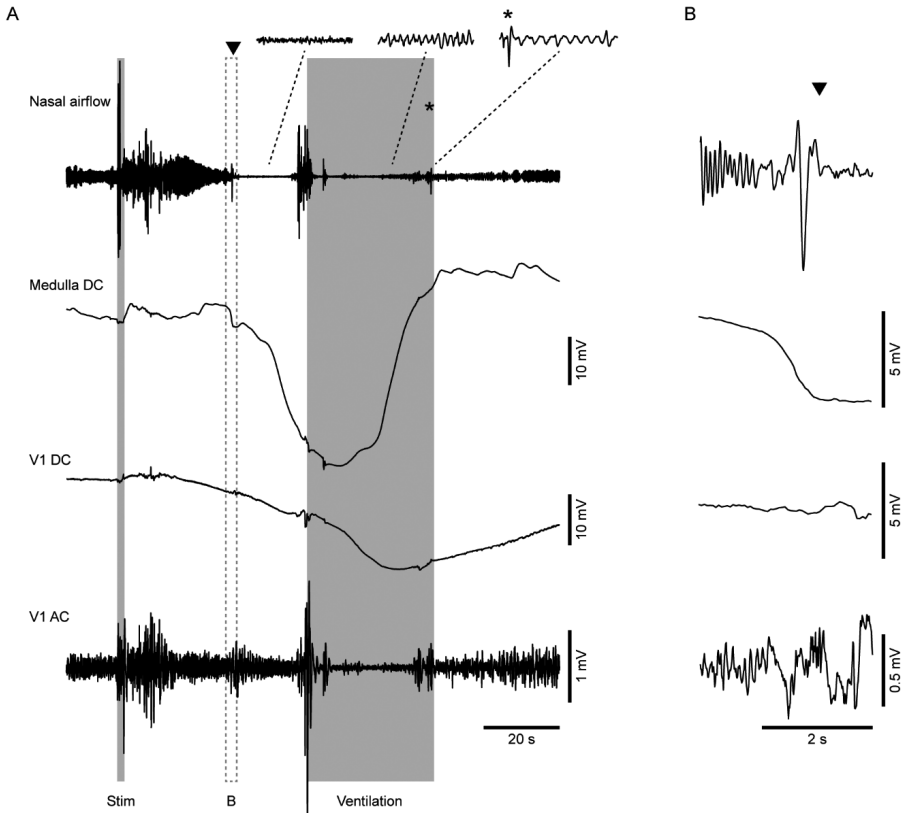 A
B
*
Nasal airflow
*
Medulla DC
10 mV
5 mV
V1 DC
10 mV
5 mV
V1 AC
1 mV
0.5 mV
20 s
2 s
Stim
B
Ventilation